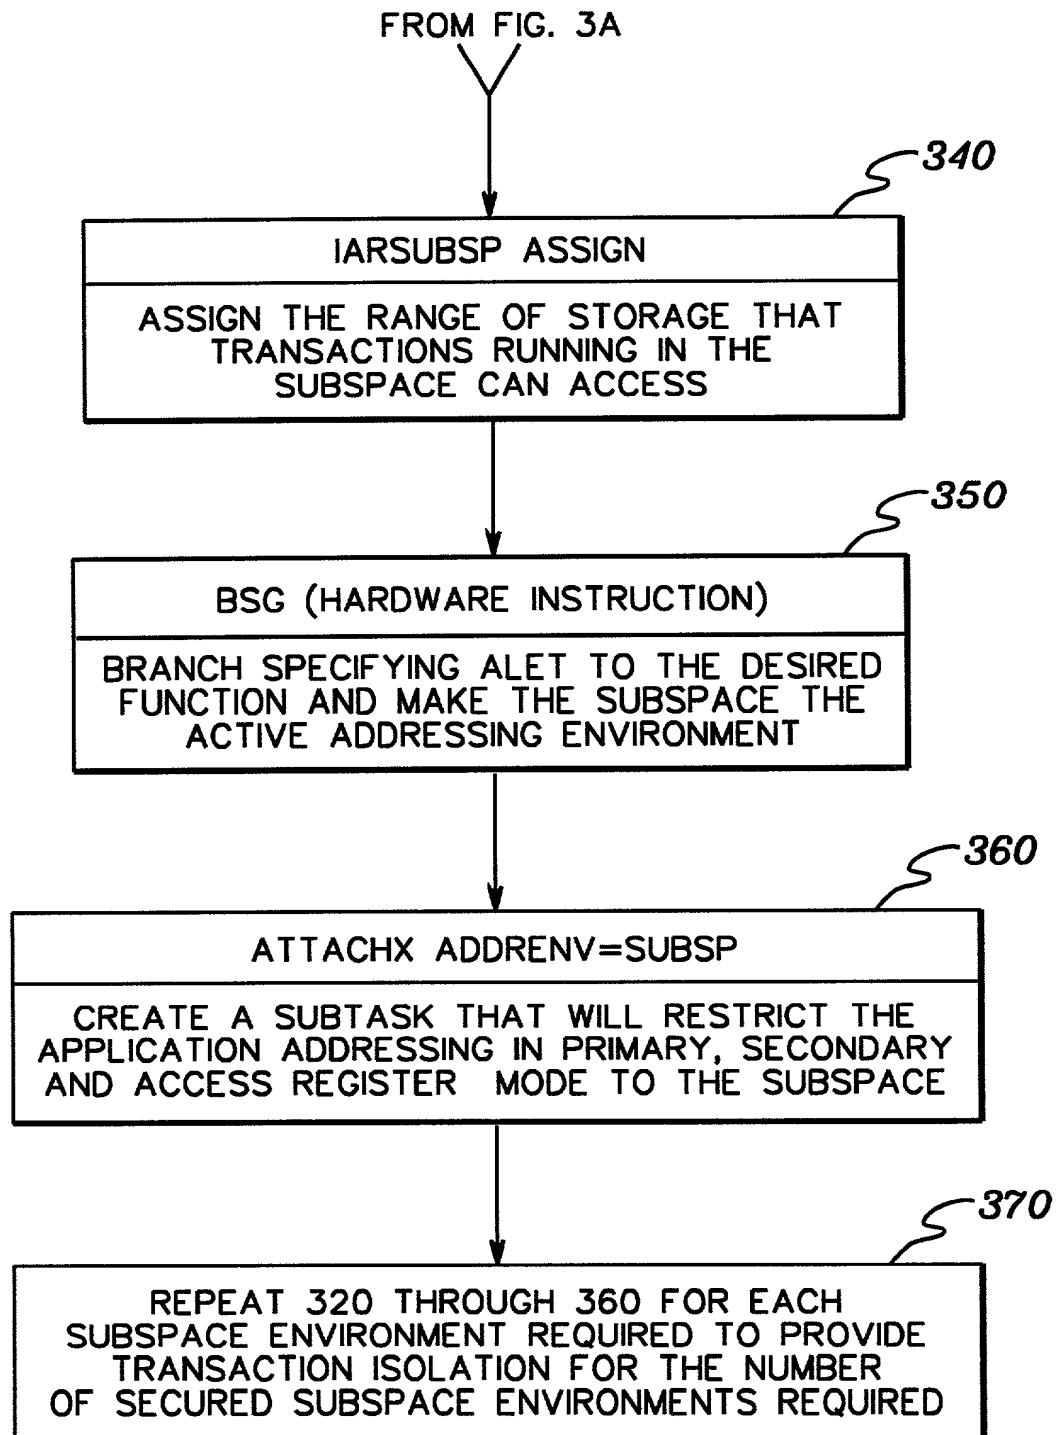 FROM FIG. 3A
340
IARSUBSP ASSIGN
ASSIGN THE RANGE OF STORAGE THAT
TRANSACTIONS RUNNING IN THE
SUBSPACE CAN ACCESS
350
BSG (HARDWARE INSTRUCTION)
BRANCH SPECIFYING ALET TO THE DESIRED
FUNCTION AND MAKE THE SUBSPACE THE
ACTIVE ADDRESSING ENVIRONMENT
360
ATTACHX ADDRENV=SUBSP
CREATE A SUBTASK THAT WILL RESTRICT THE
APPLICATION ADDRESSING IN PRIMARY, SECONDARY
AND ACCESS REGISTER MODE TO THE SUBSPACE
370
REPEAT 320 THROUGH 360 FOR EACH
SUBSPACE ENVIRONMENT REQUIRED TO PROVIDE
TRANSACTION ISOLATION FOR THE NUMBER
OF SECURED SUBSPACE ENVIRONMENTS REQUIRED